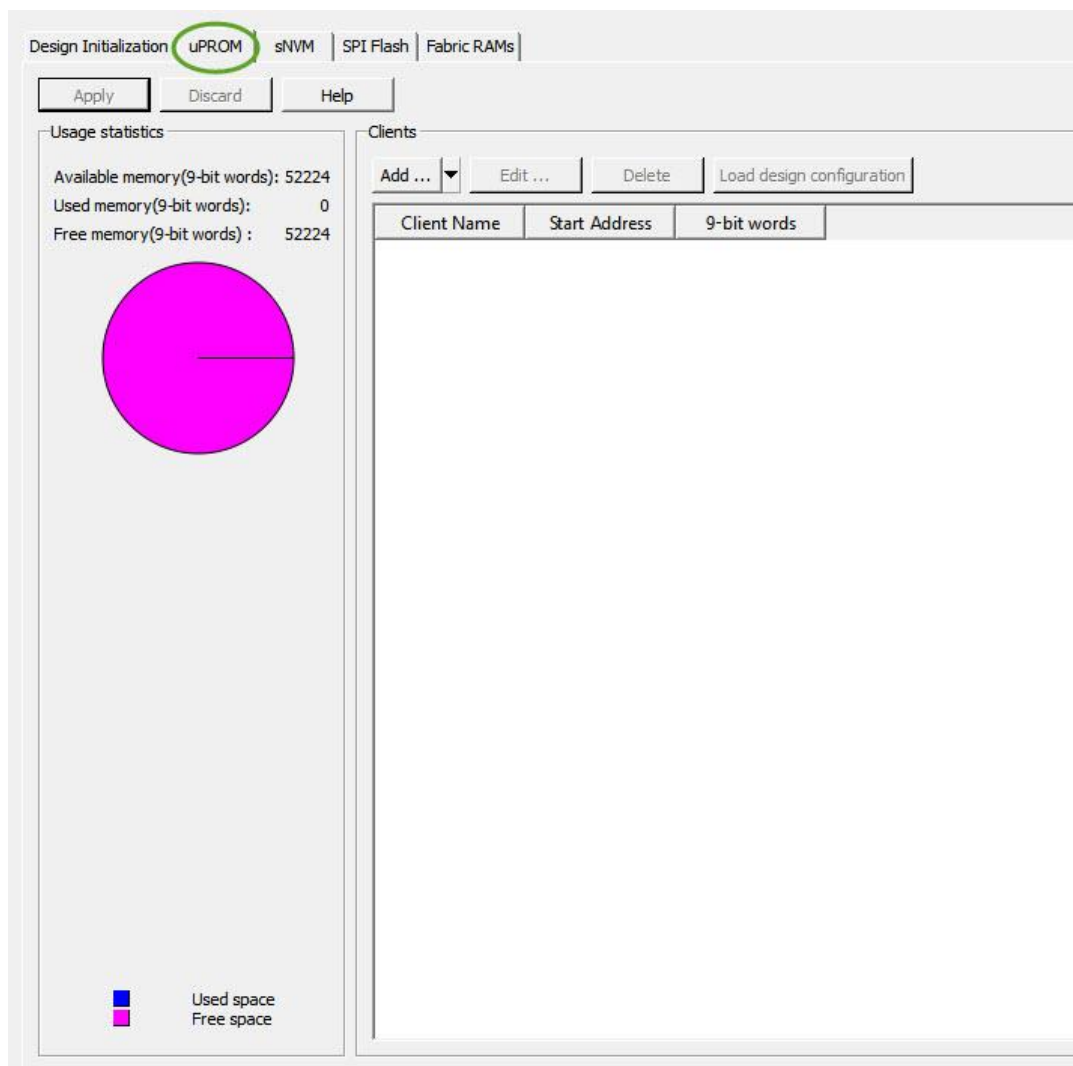 Design Initialization uPROM sNVM SPI Flash Fabric RAMs
Apply Discard Help
Usage statistics
Available memory(9-bit words): 52224
Used memory(9-bit words): 0
Free memory(9-bit words) : 52224
Used space
Free space
Clients
Add ... Edit ... Delete Load design configuration
Client Name Start Address 9-bit words